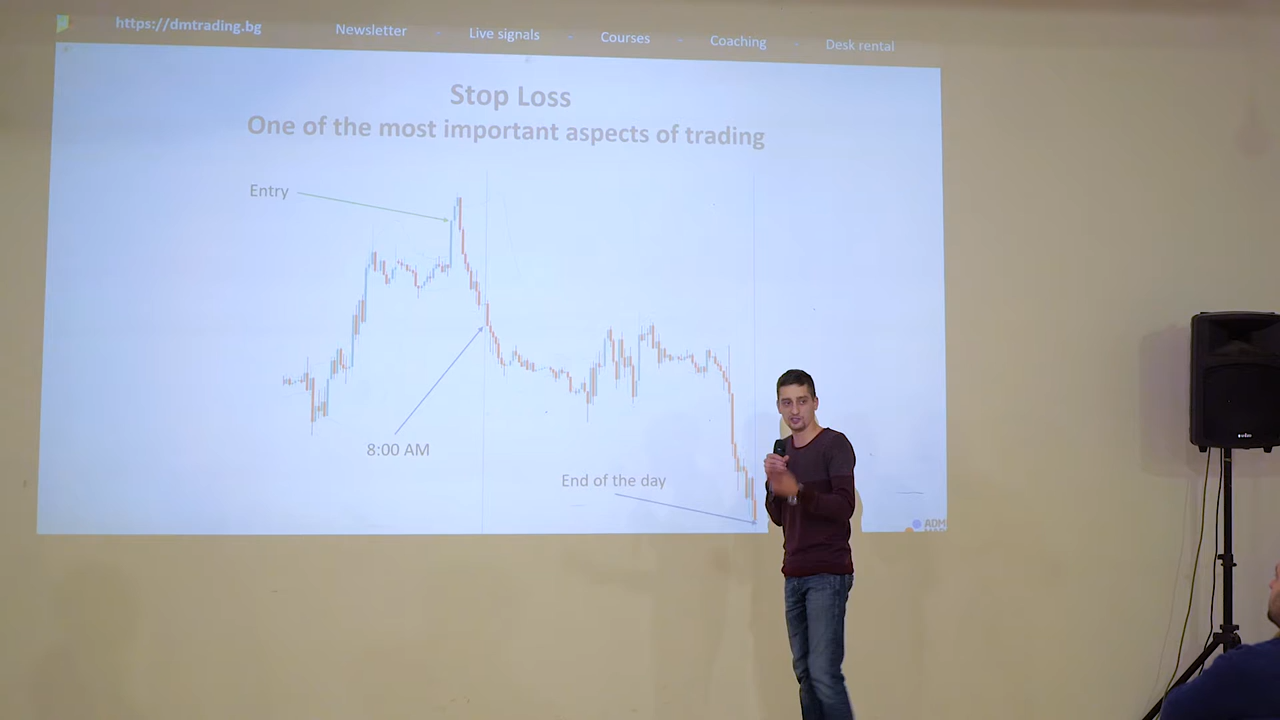 https://dmtrading.bg Newsletter - Live signals - Courses - Coaching - Desk rental
Stop Loss
One of the most important aspects of trading
Entry
8:00 AM
End of the day
ADM